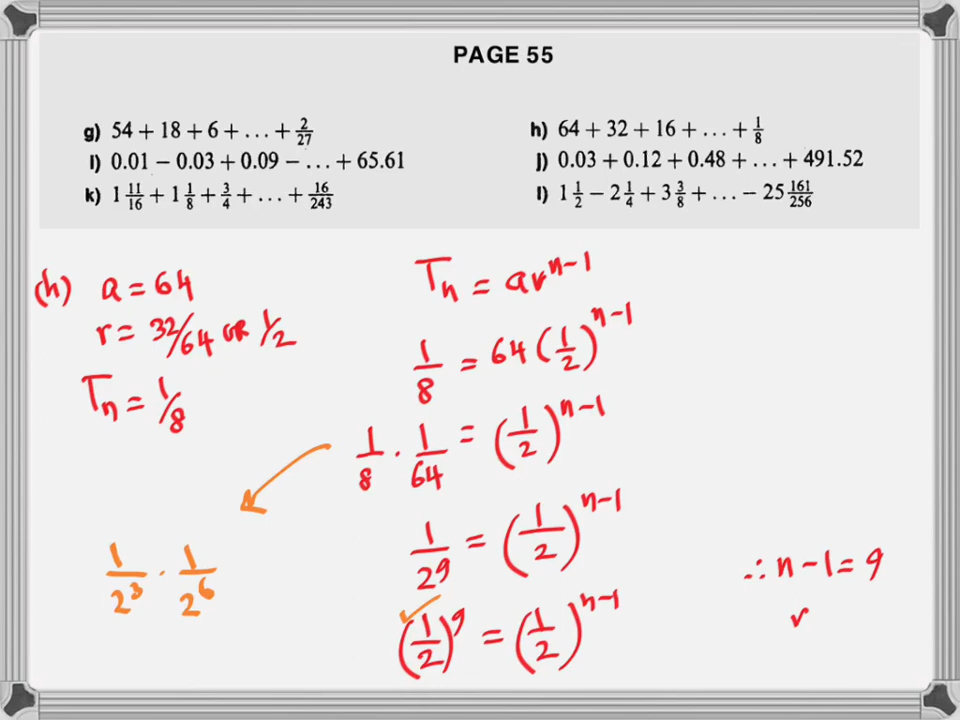 PAGE 55
g) 54 + 18 + 6 + ... + 2/27
h) 64 + 32 + 16 + ... + 1/8
I) 0.01 − 0.03 + 0.09 − ... + 65.61
J) 0.03 + 0.12 + 0.48 + ... + 491.52
k) 1 11/16 + 1 1/8 + 3/4 + ... + 16/243
l) 1 1/2 − 2 1/4 + 3 3/8 + ... − 25 161/256
(h) a = 64
r = 32/64 OR 1/2
Tn = 1/8
Tn = ar^(n-1)
1/8 = 64(1/2)^(n-1)
1/8 . 1/64 = (1/2)^(n-1)
1/2^3 . 1/2^6
1/2^9 = (1/2)^(n-1)
(1/2)^9 = (1/2)^(n-1)
∴ n-1 = 9